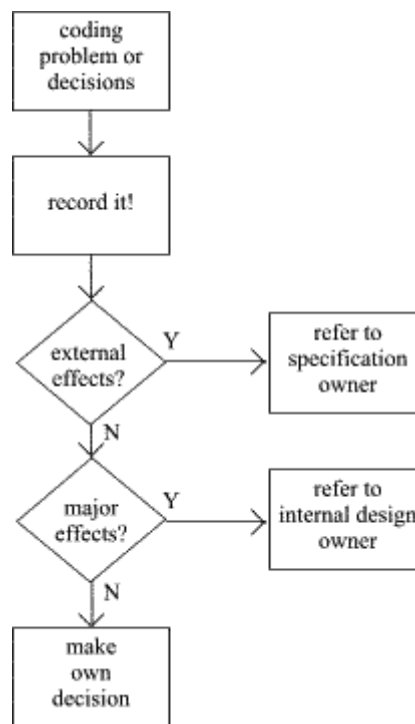 coding
problem or
decisions
record it!
external
effects?
Y
refer to
specification
owner
N
major
effects?
Y
refer to
internal design
owner
N
make
own
decision